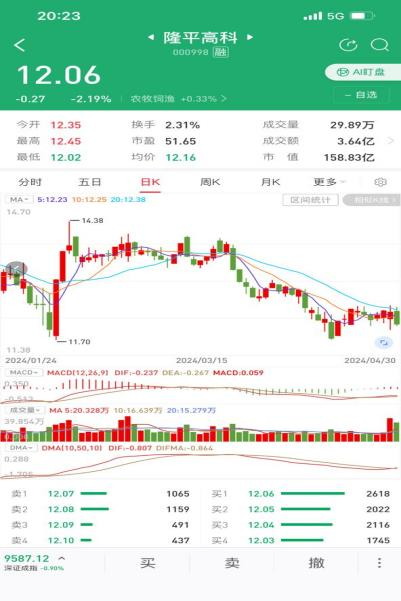 20:23 5G
隆平高科
000998 融
12.06
AI盯盘
-0.27 -2.19% 农牧饲渔 +0.33% >
－自选
今开 12.35 换手 2.31% 成交量 29.89万
最高 12.45 市盈 51.65 成交额 3.64亿
最低 12.02 均价 12.16 市 值 158.83亿
分时 五日 日K 周K 月K 更多
MA 5:12.23 10:12.25 20:12.38 区间统计 相似K线
14.70
14.38
11.70
11.38
2024/01/24 2024/03/15 2024/04/30
MACD MACD(12,26,9) DIF:-0.237 DEA:-0.267 MACD:0.059
0.350
-0.512
成交量 MA 5:20.328万 10:16.639万 20:15.279万
39.854万
DMA DMA(10,50,10) DIF:-0.807 DIFMA:-0.864
0.288
-1.705
卖1 12.07 1065 买1 12.06 2618
卖2 12.08 1159 买2 12.05 2022
卖3 12.09 491 买3 12.04 2116
卖4 12.10 437 买4 12.03 1745
9587.12
深证成指 -0.90%
买 卖 撤